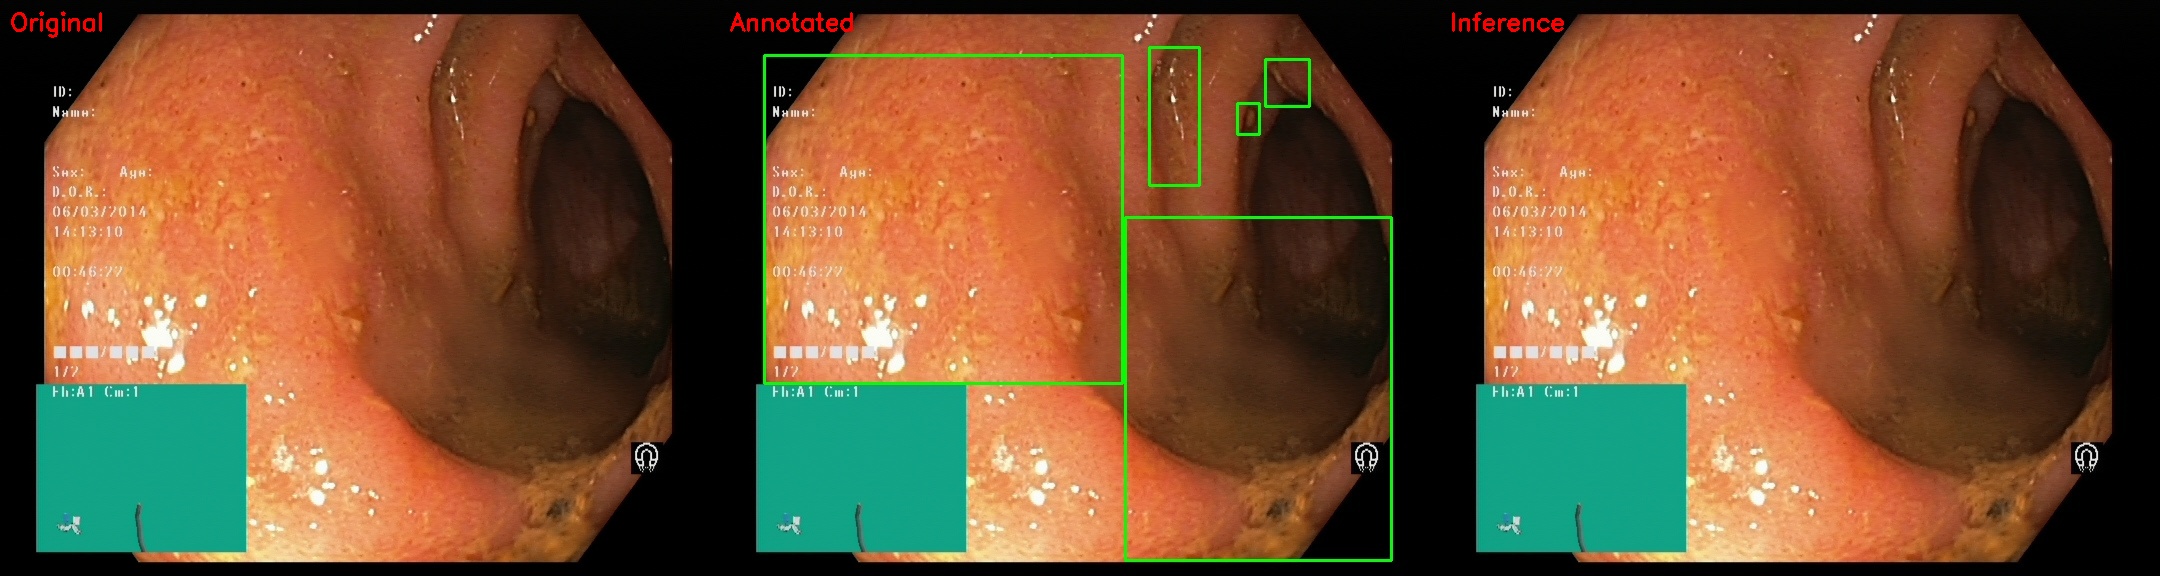 Original
ID:
Name:
Sex: Age:
D.O.R.:
06/03/2014
14:13:10
00:46:22
/
1/2
Eh:A1 Cm:1
Annotated
ID:
Name:
Sex: Age:
D.O.R.:
06/03/2014
14:13:10
00:46:22
/
1/2
Eh:A1 Cm:1
Inference
ID:
Name:
Sex: Age:
D.O.R.:
06/03/2014
14:13:10
00:46:22
/
1/2
Eh:A1 Cm:1